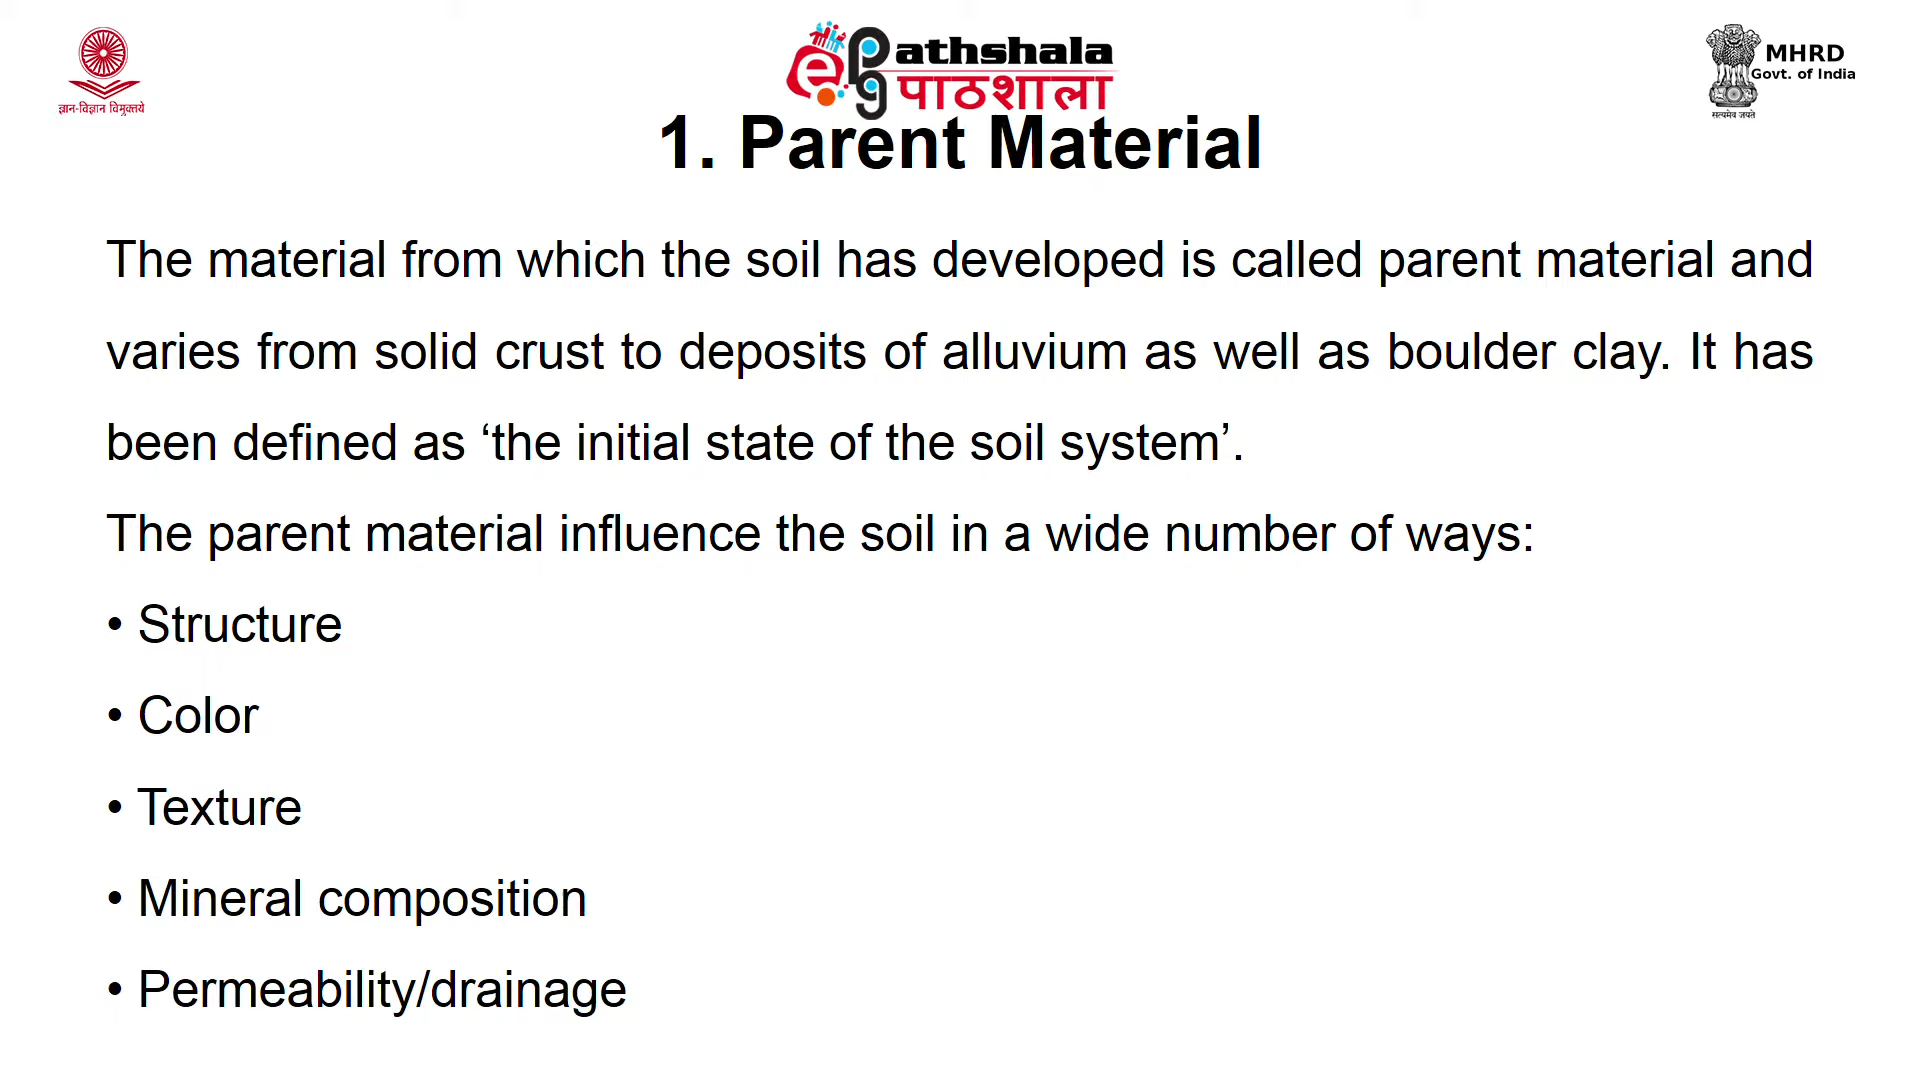 ज्ञान-विज्ञान विमुक्तये
ePG Pathshala
पाठशाला
MHRD
Govt. of India
सत्यमेव जयते
1. Parent Material
The material from which the soil has developed is called parent material and
varies from solid crust to deposits of alluvium as well as boulder clay. It has
been defined as ‘the initial state of the soil system’.
The parent material influence the soil in a wide number of ways:
• Structure
• Color
• Texture
• Mineral composition
• Permeability/drainage